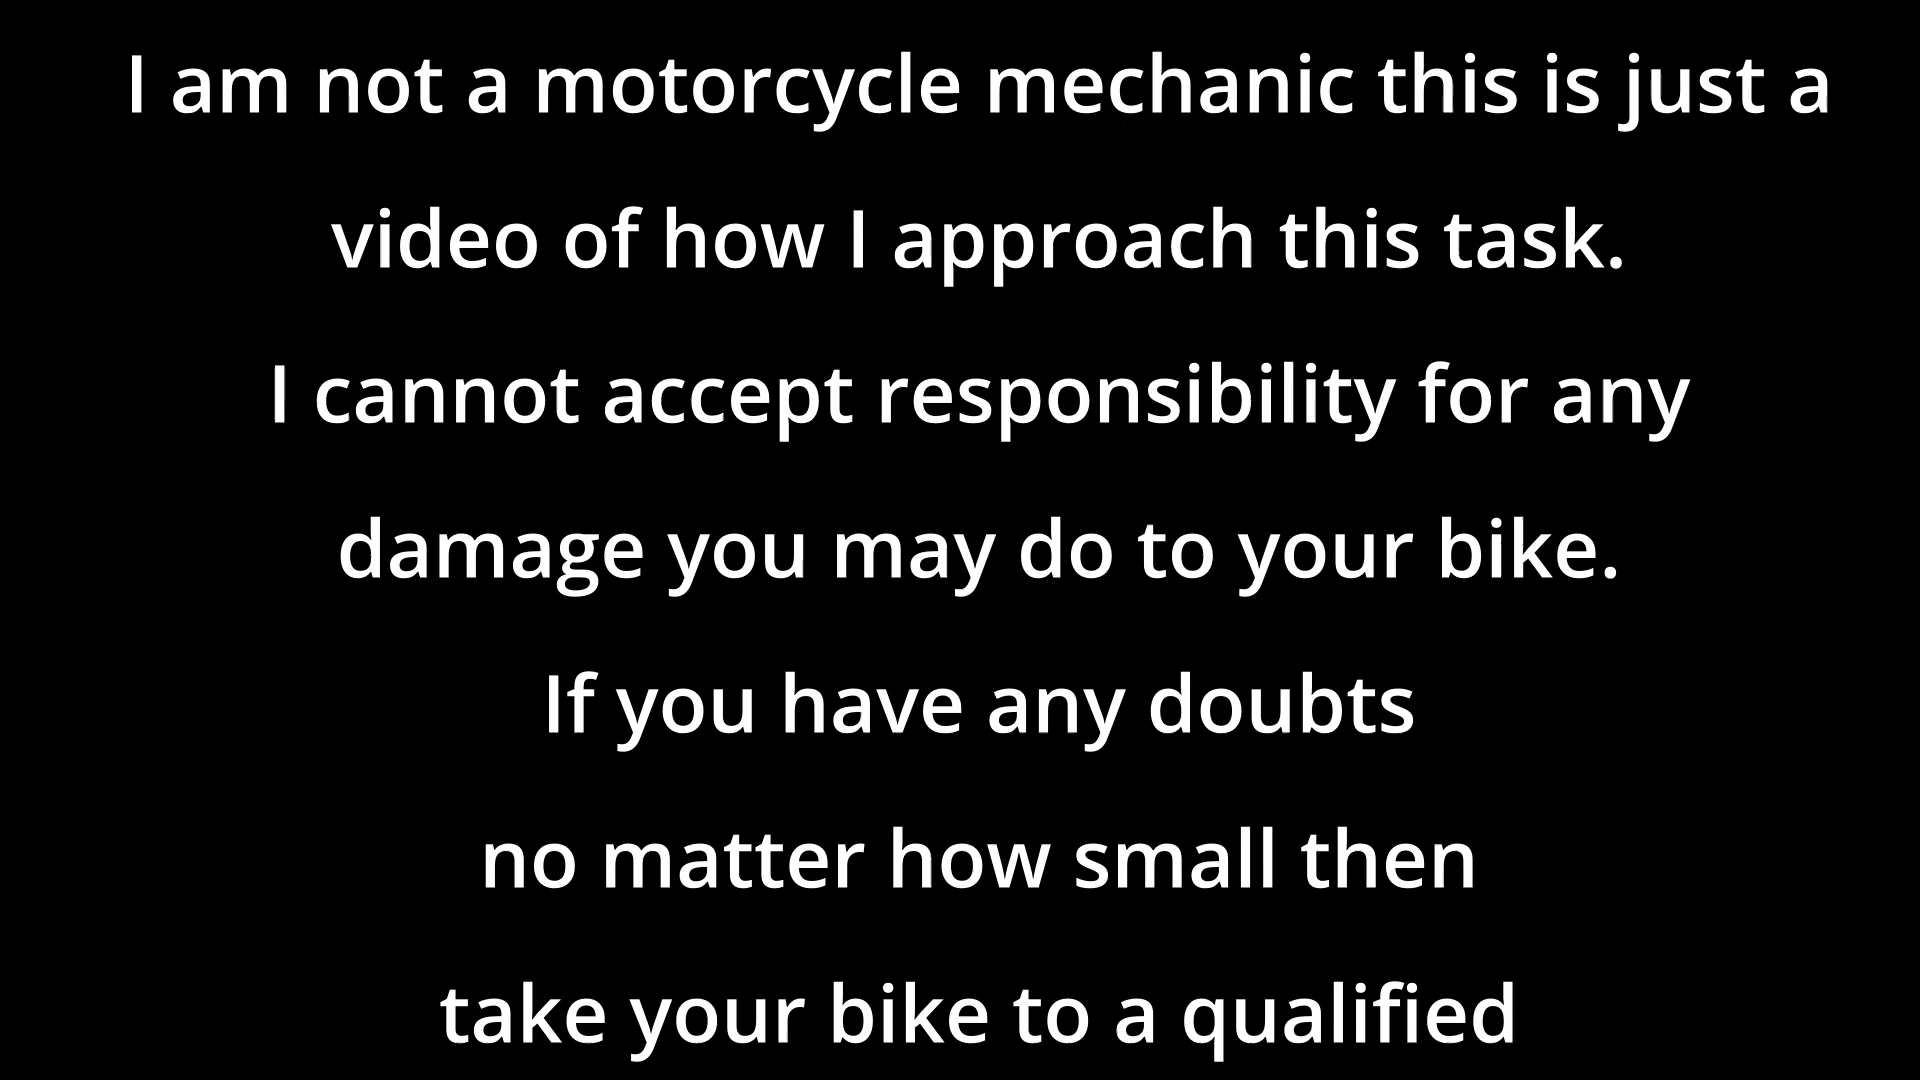 I am not a motorcycle mechanic this is just a
video of how I approach this task.
I cannot accept responsibility for any
damage you may do to your bike.
If you have any doubts
no matter how small then
take your bike to a qualified